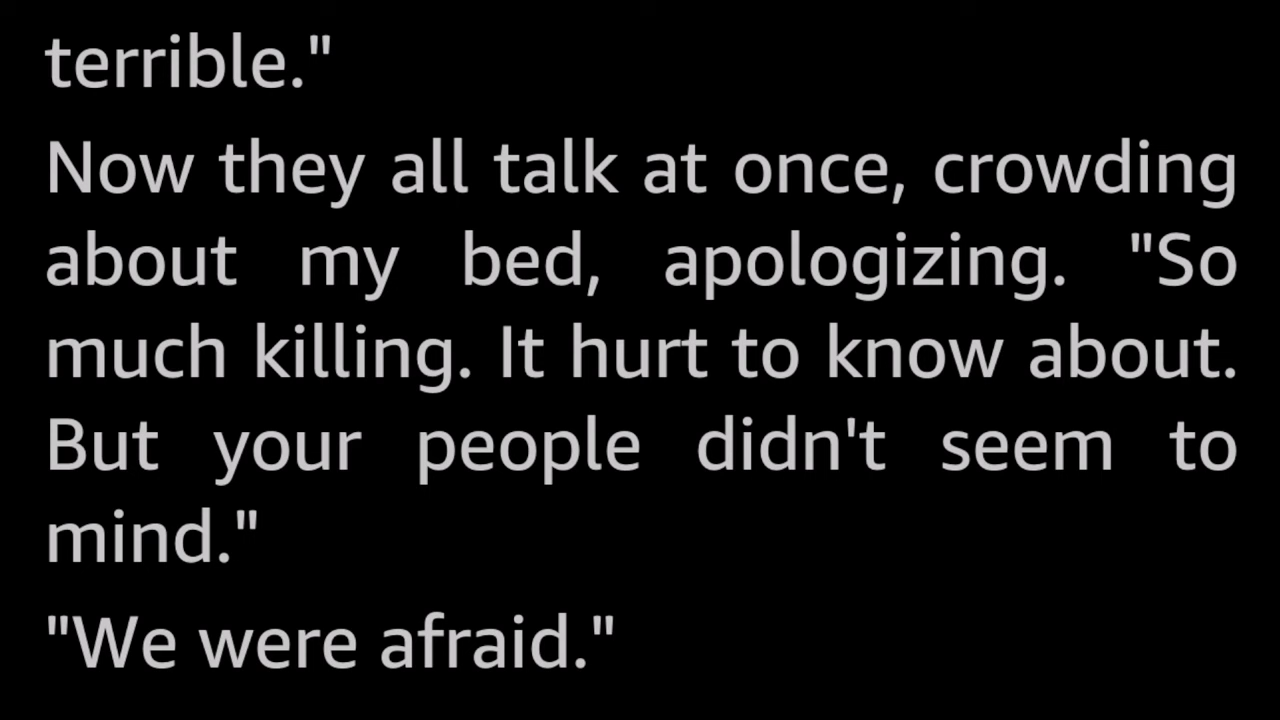 terrible."
Now they all talk at once, crowding
about my bed, apologizing. "So
much killing. It hurt to know about.
But your people didn't seem to
mind."
"We were afraid."